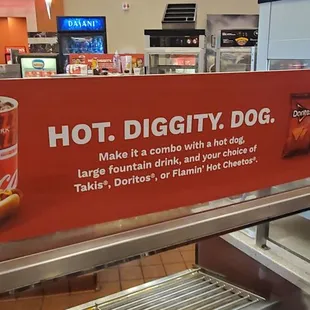 DASANI
HOT. DIGGITY. DOG.
Make it a combo with a hot dog,
large fountain drink, and your choice of
Takis®, Doritos®, or Flamin' Hot Cheetos®.
Doritos